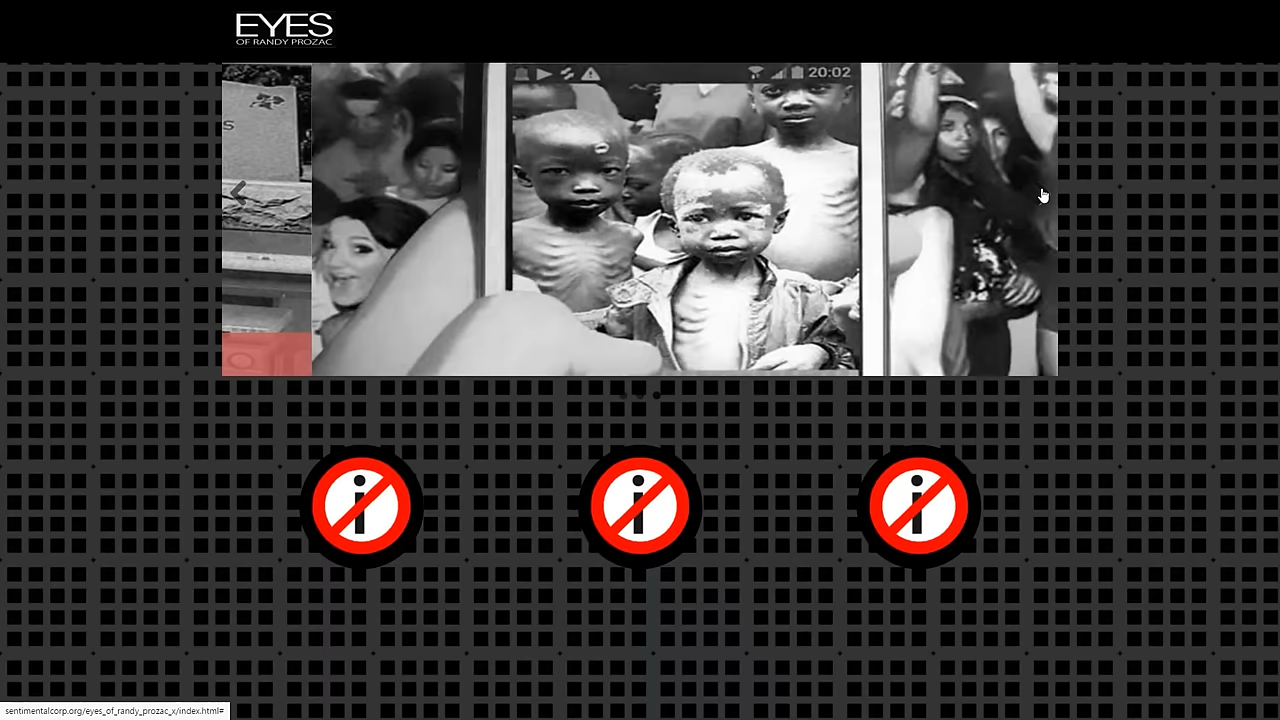 EYES
OF RANDY PROZAC
20:02
S
i
i
i
sentimentalcorp.org/eyes_of_randy_prozac_x/index.html#